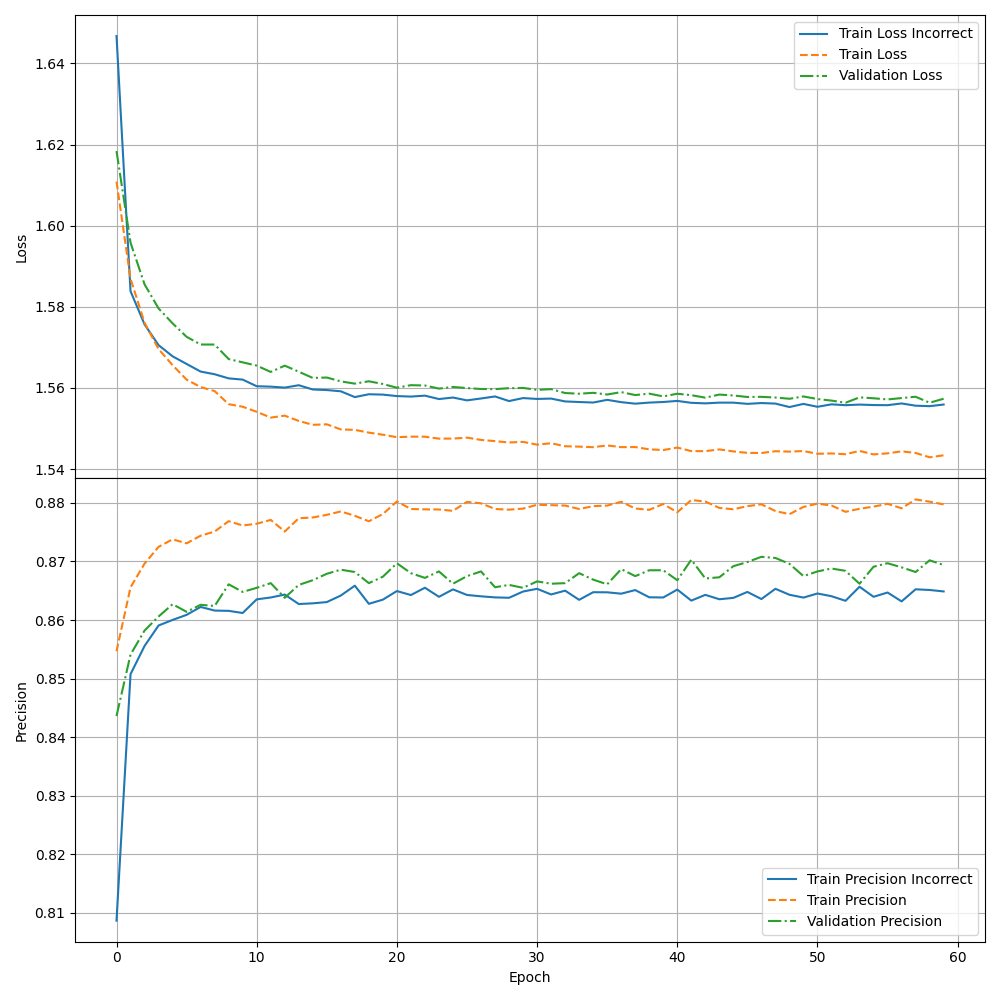 Train Loss Incorrect
Train Loss
Validation Loss
1.64
1.62
1.60
1.58
1.56
1.54
Loss
0.88
0.87
0.86
0.85
0.84
0.83
0.82
0.81
Precision
Train Precision Incorrect
Train Precision
Validation Precision
0 10 20 30 40 50 60
Epoch